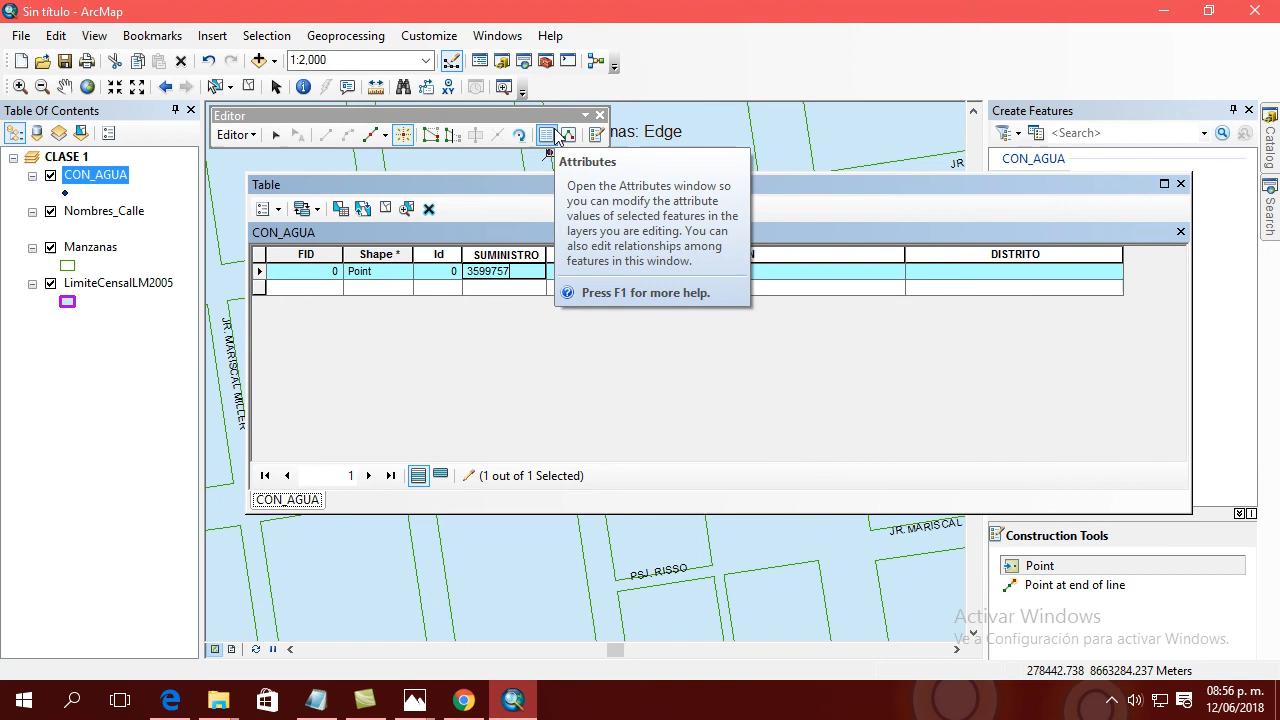 Sin título - ArcMap
File Edit View Bookmarks Insert Selection Geoprocessing Customize Windows Help
1:2,000
Table Of Contents
Editor
Create Features
Editor
nas: Edge
<Search>
CLASE 1
CON_AGUA
CON_AGUA
Nombres_Calle
Manzanas
LimiteCensalLM2005
Attributes
Open the Attributes window so
you can modify the attribute
values of selected features in the
layers you are editing. You can
also edit relationships among
features in this window.
Press F1 for more help.
JR.
Table
CON_AGUA
FID Shape * Id SUMINISTRO N DISTRITO
0 Point 0 3599757
JR. MARISCAL MILLER
1 (1 out of 1 Selected)
CON_AGUA
JR. MARISCAL
PSJ. RISSO
Catalog
Search
Construction Tools
Point
Point at end of line
Activar Windows
Ve a Configuración para activar Windows.
278442.738 8663284.237 Meters
08:56 p. m.
12/06/2018